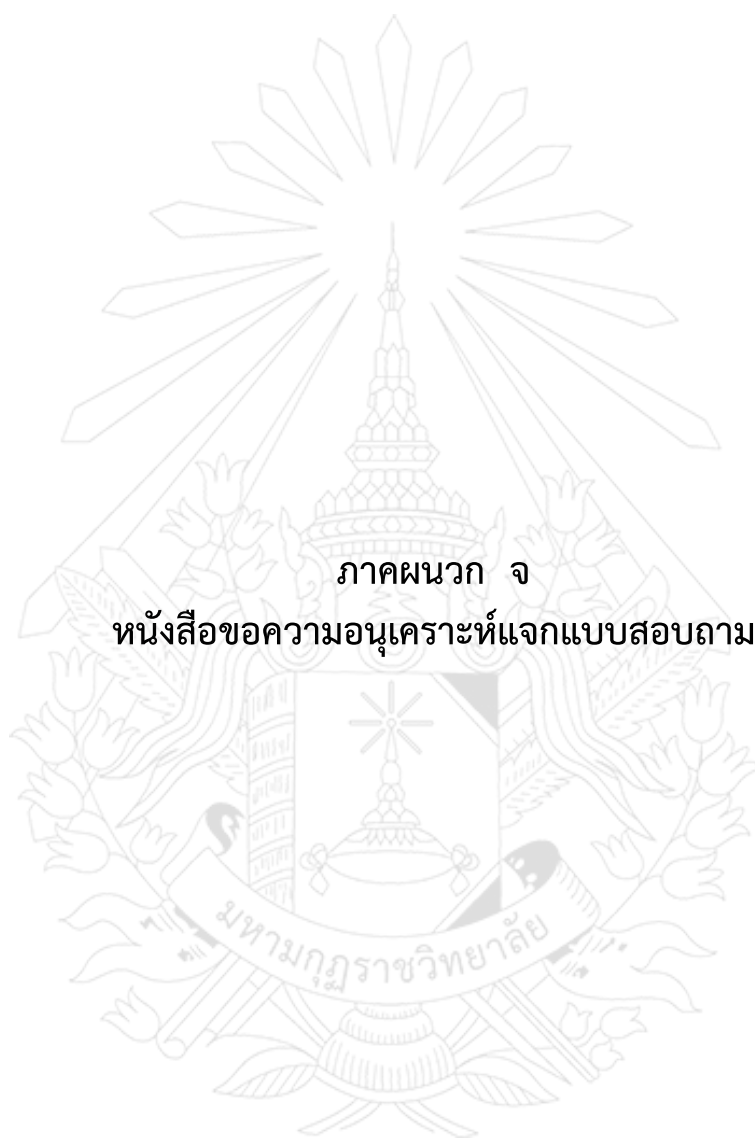 ภาคผนวก จ
หนังสือขอความอนุเคราะห์แจกแบบสอบถาม
มหามกุฏราชวิทยาลัย